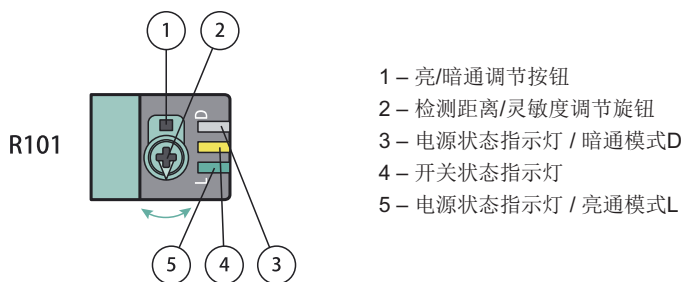 1
2
D
R101
L
5
4
3
1 – 亮/暗通调节按钮
2 – 检测距离/灵敏度调节旋钮
3 – 电源状态指示灯 / 暗通模式D
4 – 开关状态指示灯
5 – 电源状态指示灯 / 亮通模式L